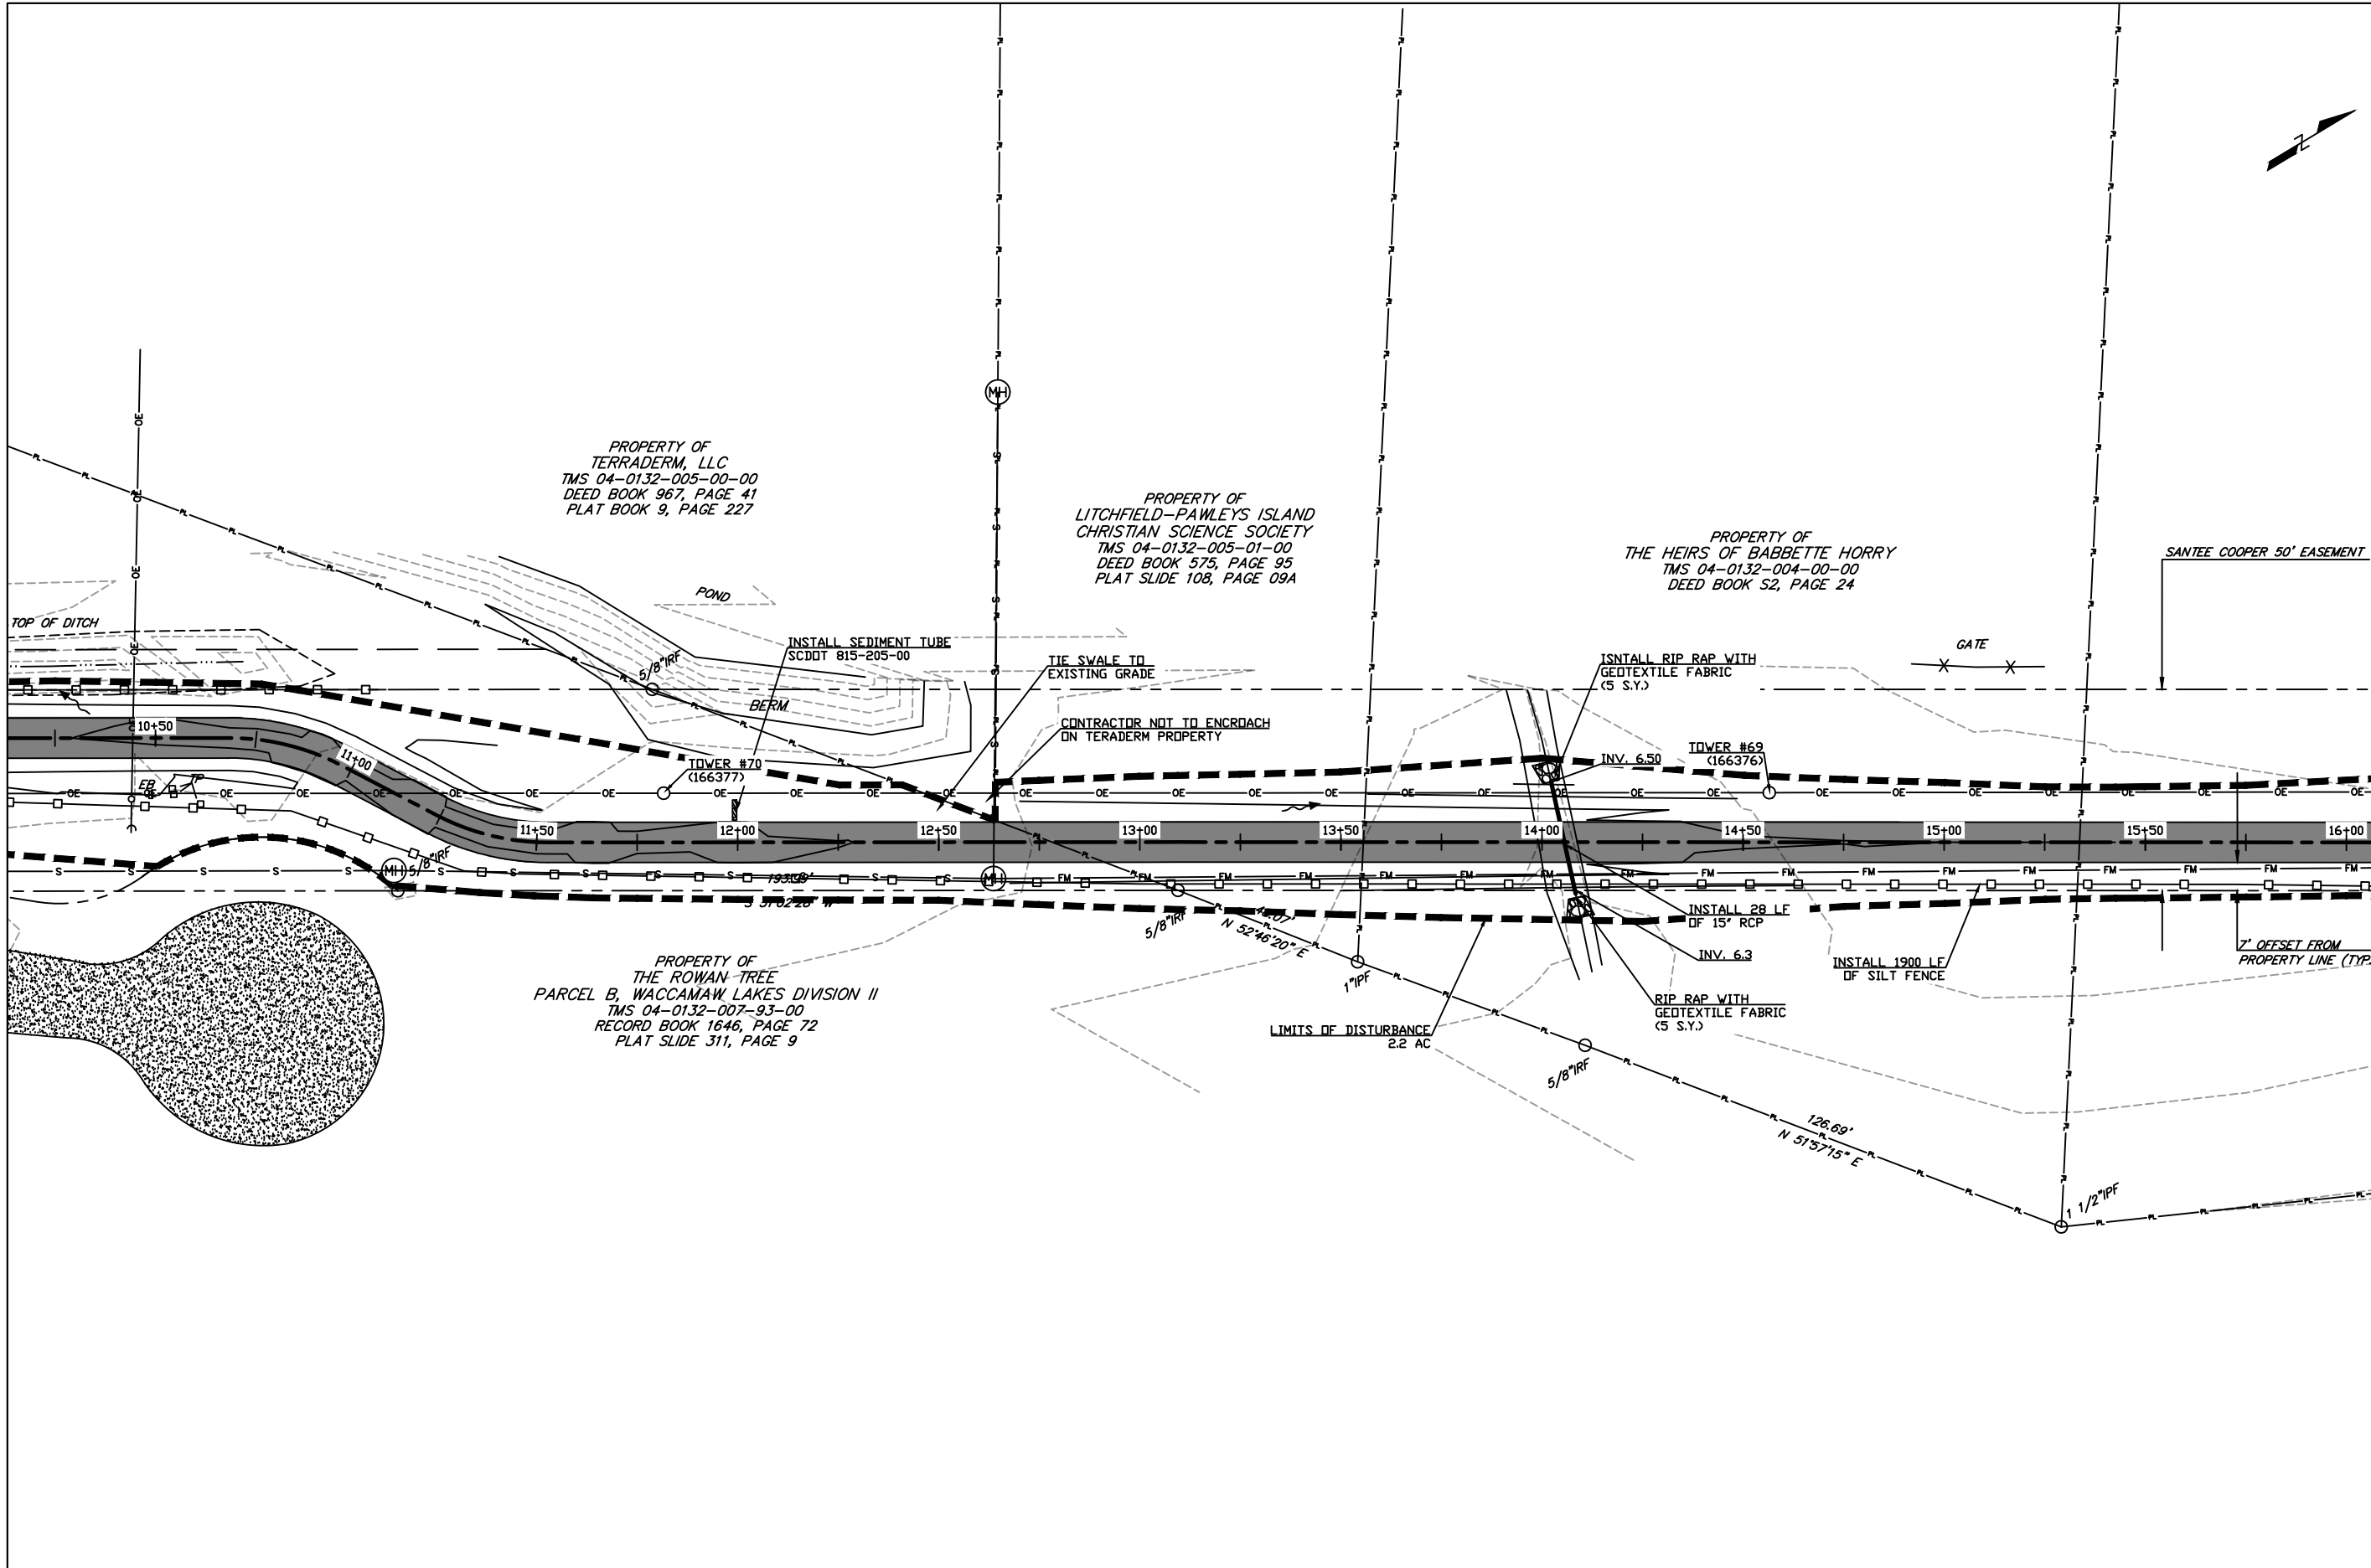 PROPERTY OF
TERRADERM, LLC
TMS 04-0132-005-00-00
DEED BOOK 967, PAGE 41
PLAT BOOK 9, PAGE 227
PROPERTY OF
LITCHFIELD-PAWLEYS ISLAND
CHRISTIAN SCIENCE SOCIETY
TMS 04-0132-005-01-00
DEED BOOK 575, PAGE 95
PLAT SLIDE 108, PAGE 09A
PROPERTY OF
THE HEIRS OF BABBETTE HORRY
TMS 04-0132-004-00-00
DEED BOOK S2, PAGE 24
SANTEE COOPER 50' EASEMENT
Z
MH
POND
TOP OF DITCH
GATE
INSTALL SEDIMENT TUBE
SCDOT 815-205-00
TIE SWALE TO
EXISTING GRADE
ISNTALL RIP RAP WITH
GEOTEXTILE FABRIC
(5 S.Y.)
5/8"IRF
BERM
CONTRACTOR NOT TO ENCROACH
ON TERADERM PROPERTY
TOWER #70
(166377)
INV. 6.50
TOWER #69
(166376)
EB
TP
10+50
11+00
11+50
12+00
12+50
13+00
13+50
14+00
14+50
15+00
15+50
16+00
OE
S
FM
PL
MH
5/8"IRF
MH
5/8"IRF
N 52°46'20" E
1"IPF
INSTALL 28 LF
OF 15" RCP
INV. 6.3
INSTALL 1900 LF
OF SILT FENCE
7' OFFSET FROM
PROPERTY LINE (TYP.
PROPERTY OF
THE ROWAN TREE
PARCEL B, WACCAMAW LAKES DIVISION II
TMS 04-0132-007-93-00
RECORD BOOK 1646, PAGE 72
PLAT SLIDE 311, PAGE 9
RIP RAP WITH
GEOTEXTILE FABRIC
(5 S.Y.)
LIMITS OF DISTURBANCE
2.2 AC
5/8"IRF
126.69'
N 51°57'15" E
1 1/2"IPF